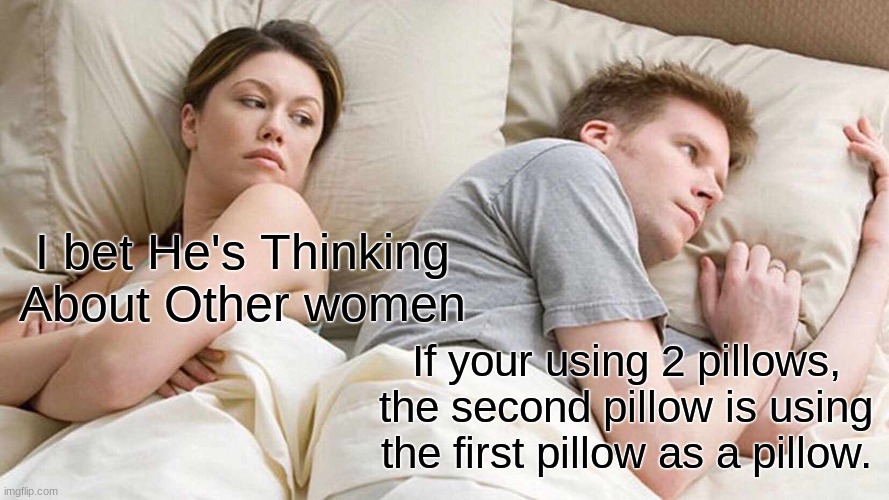 I bet He's Thinking
About Other women
If your using 2 pillows,
the second pillow is using
the first pillow as a pillow.
imgflip.com